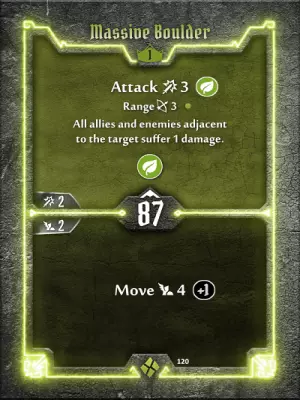 Massive Boulder
1
Attack 3
Range 3
All allies and enemies adjacent
to the target suffer 1 damage.
2
87
2
Move 4 +1
120